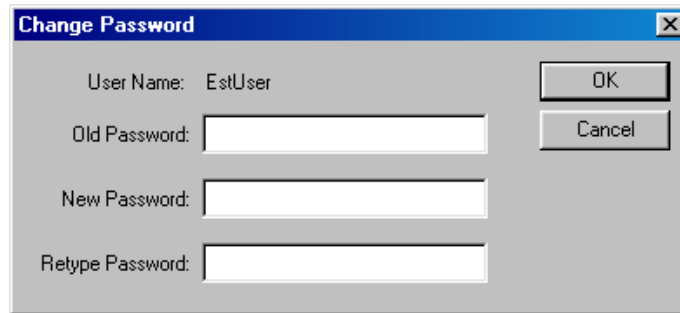 Change Password
User Name: EstUser
OK
Old Password:
Cancel
New Password:
Retype Password: